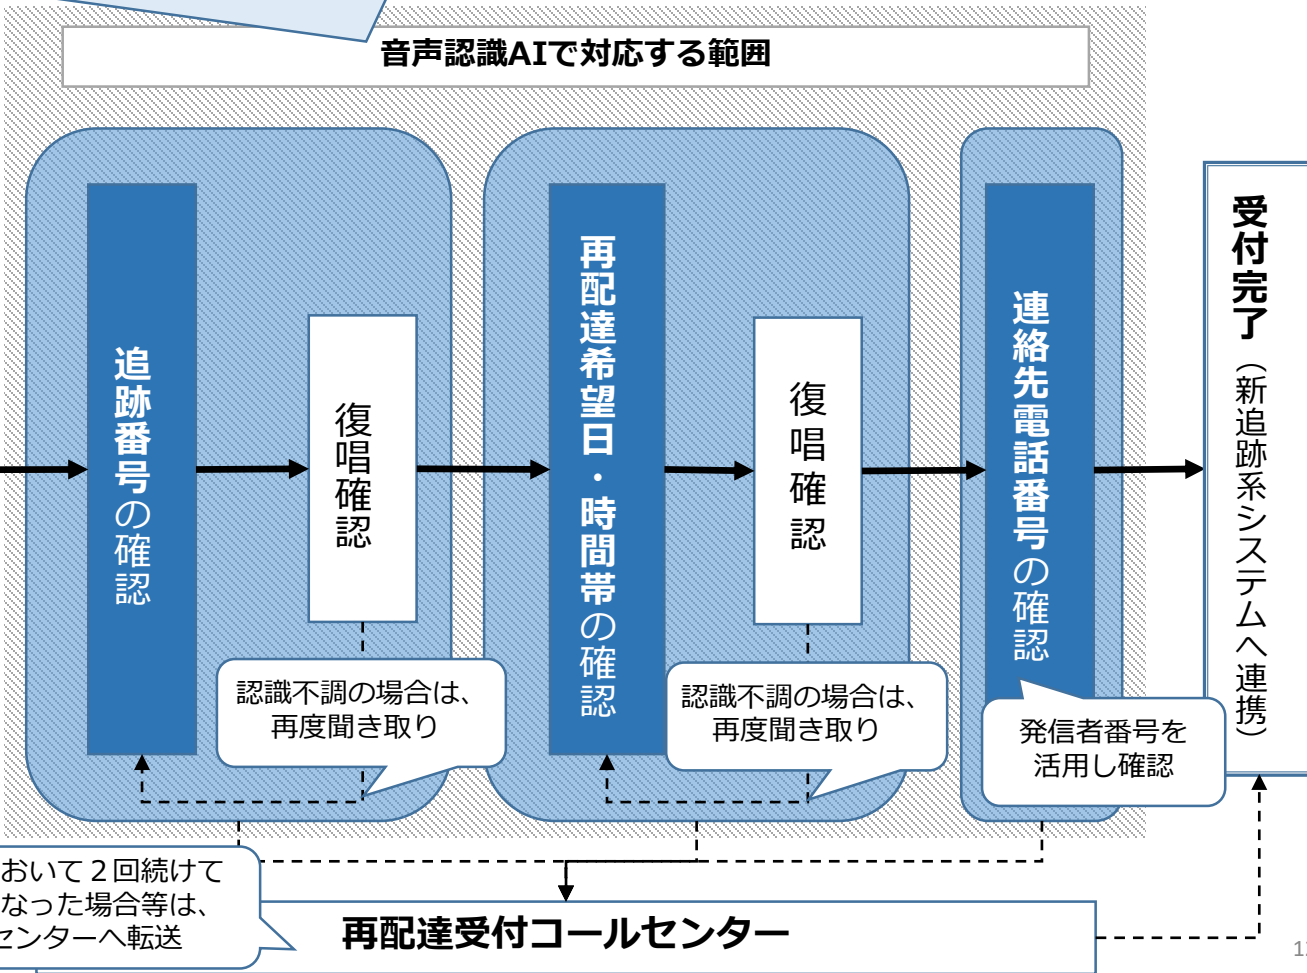 音声認識AIで対応する範囲
追跡番号の確認
復唱確認
認識不調の場合は、
再度聞き取り
再配達希望日・時間帯の確認
復唱確認
認識不調の場合は、
再度聞き取り
連絡先電話番号の確認
発信者番号を
活用し確認
受付完了（新追跡系システムへ連携）
おいて２回続けて
なった場合等は、
センターへ転送
再配達受付コールセンター